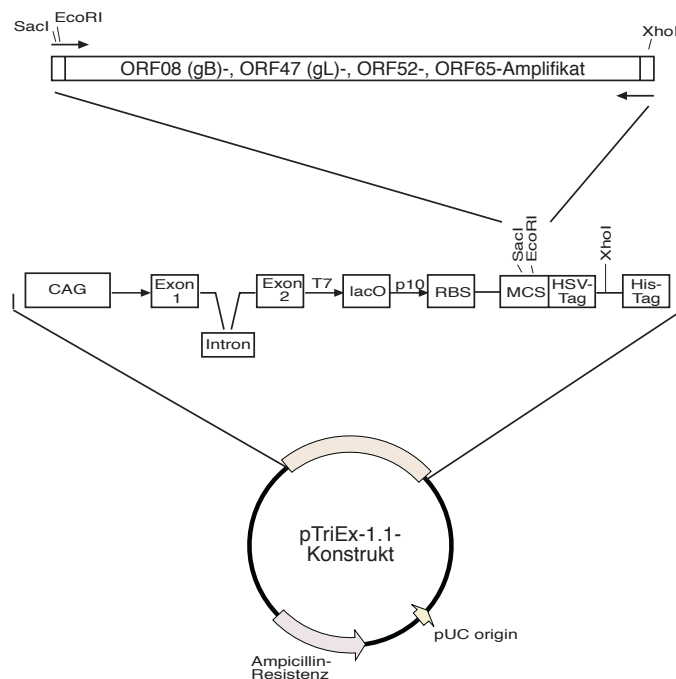 SacI
EcoRI
XhoI
ORF08 (gB)-, ORF47 (gL)-, ORF52-, ORF65-Amplifikat
SacI
EcoRI
XhoI
CAG
Exon
1
Intron
Exon
2
T7
lacO
p10
RBS
MCS
HSV-
Tag
His-
Tag
pTriEx-1.1-
Konstrukt
pUC origin
Ampicillin-
Resistenz